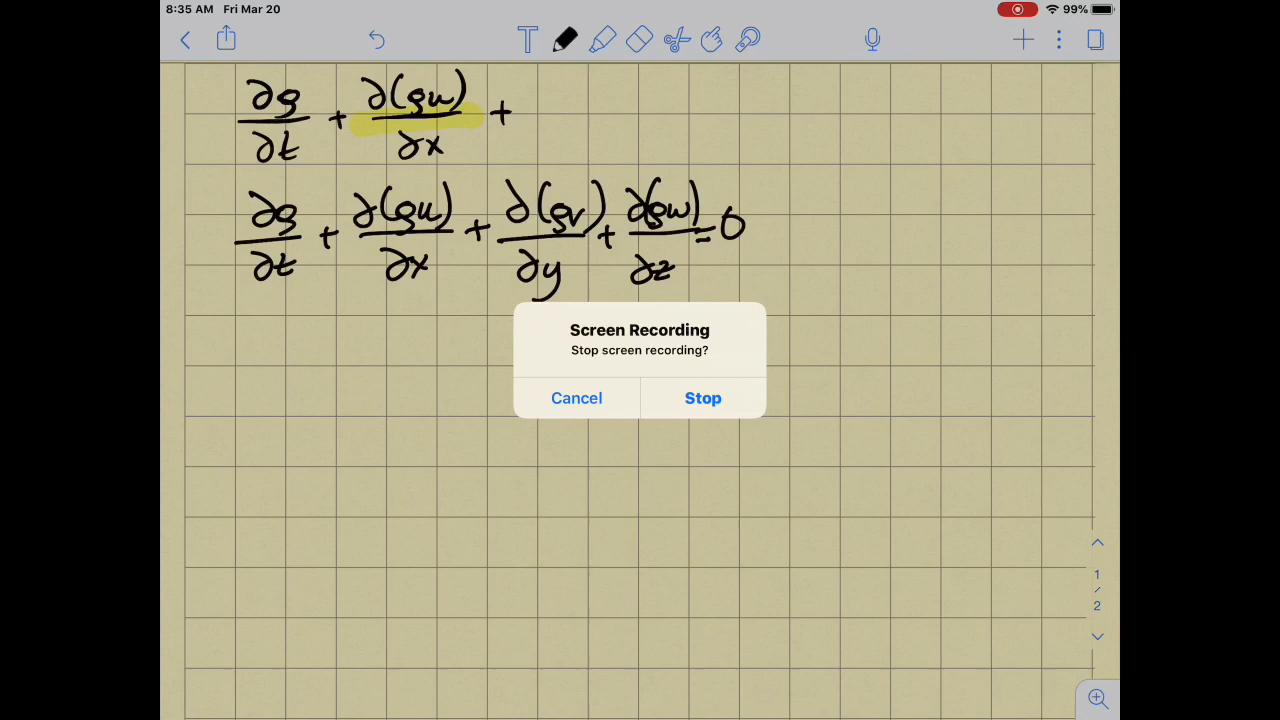 8:35 AM Fri Mar 20
99%
∂ρ/∂t + ∂(ρu)/∂x +
∂ρ/∂t + ∂(ρu)/∂x + ∂(ρv)/∂y + ∂(ρw)/∂z = 0
Screen Recording
Stop screen recording?
Cancel Stop
1
/
2